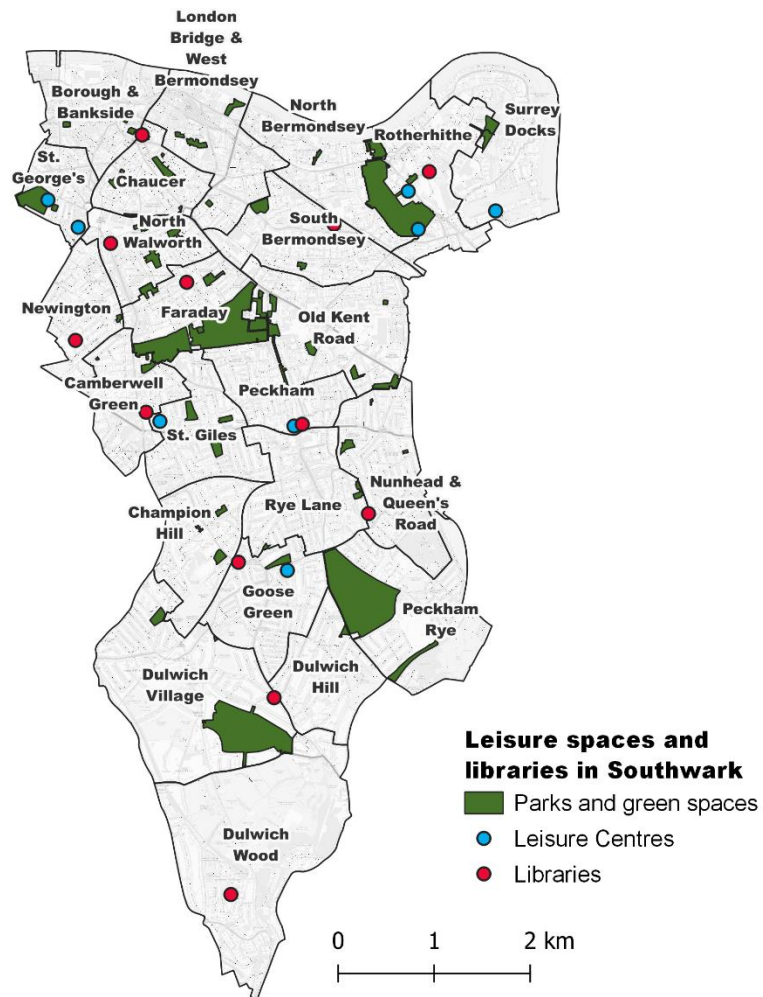 London
Bridge &
West
Bermondsey
Borough &
Bankside
North
Bermondsey
Surrey
Docks
Rotherhithe
St.
George's
Chaucer
North
Walworth
South
Bermondsey
Newington
Faraday
Old Kent
Road
Camberwell
Green
Peckham
St. Giles
Nunhead &
Queen's
Road
Rye Lane
Champion
Hill
Goose
Green
Peckham
Rye
Dulwich
Village
Dulwich
Hill
Dulwich
Wood
Leisure spaces and
libraries in Southwark
Parks and green spaces
Leisure Centres
Libraries
0 1 2 km